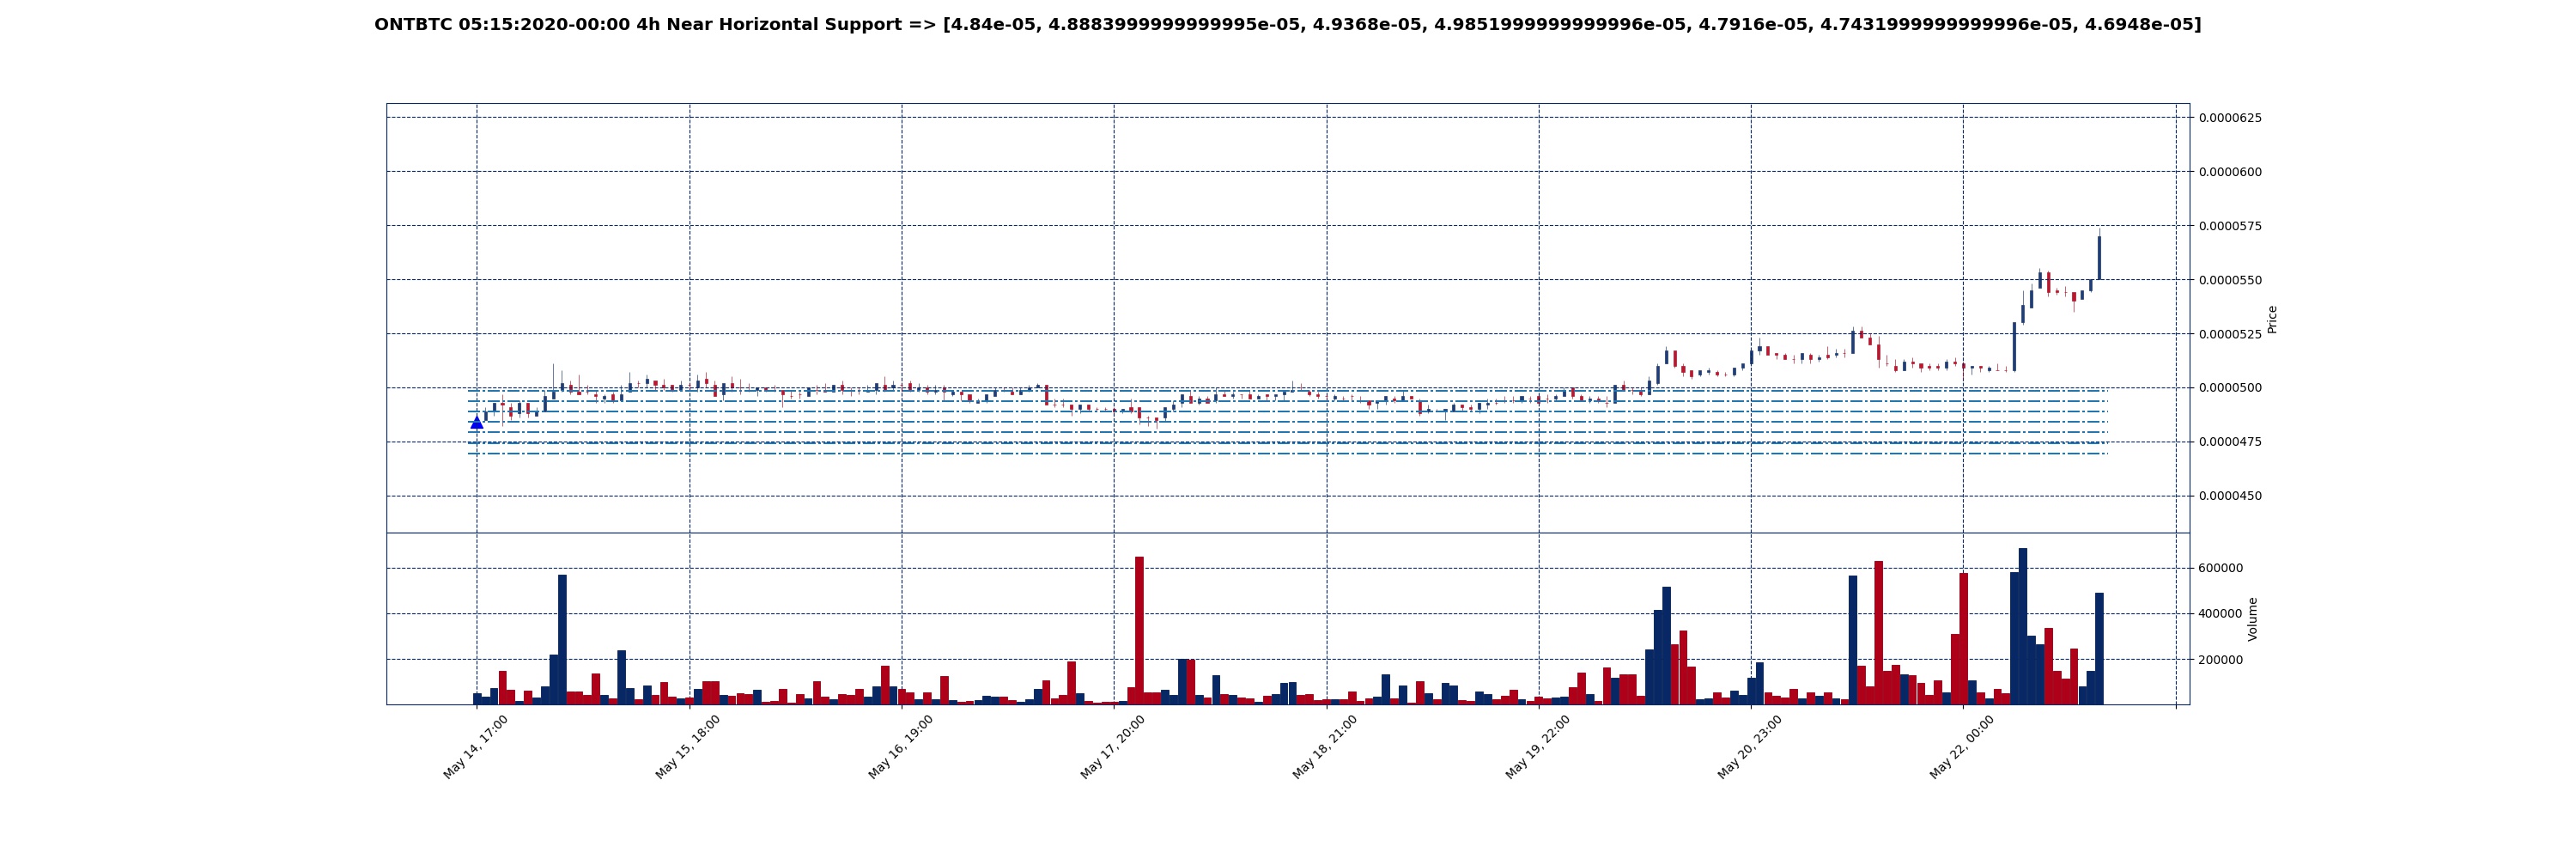 ONTBTC 05:15:2020-00:00 4h Near Horizontal Support => [4.84e-05, 4.8883999999999995e-05, 4.9368e-05, 4.9851999999999996e-05, 4.7916e-05, 4.7431999999999996e-05, 4.6948e-05]
0.0000625
0.0000600
0.0000575
0.0000550
0.0000525
0.0000500
0.0000475
0.0000450
Price
600000
400000
200000
Volume
May 14, 17:00
May 15, 18:00
May 16, 19:00
May 17, 20:00
May 18, 21:00
May 19, 22:00
May 20, 23:00
May 22, 00:00